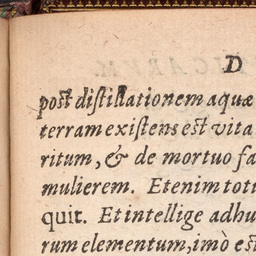 D
post distillationem aquæ
terram existens est vita
ritum, & de mortuo fa
mulierem. Etenim toti
quit. Et intellige adhu
rum elementum, imò est